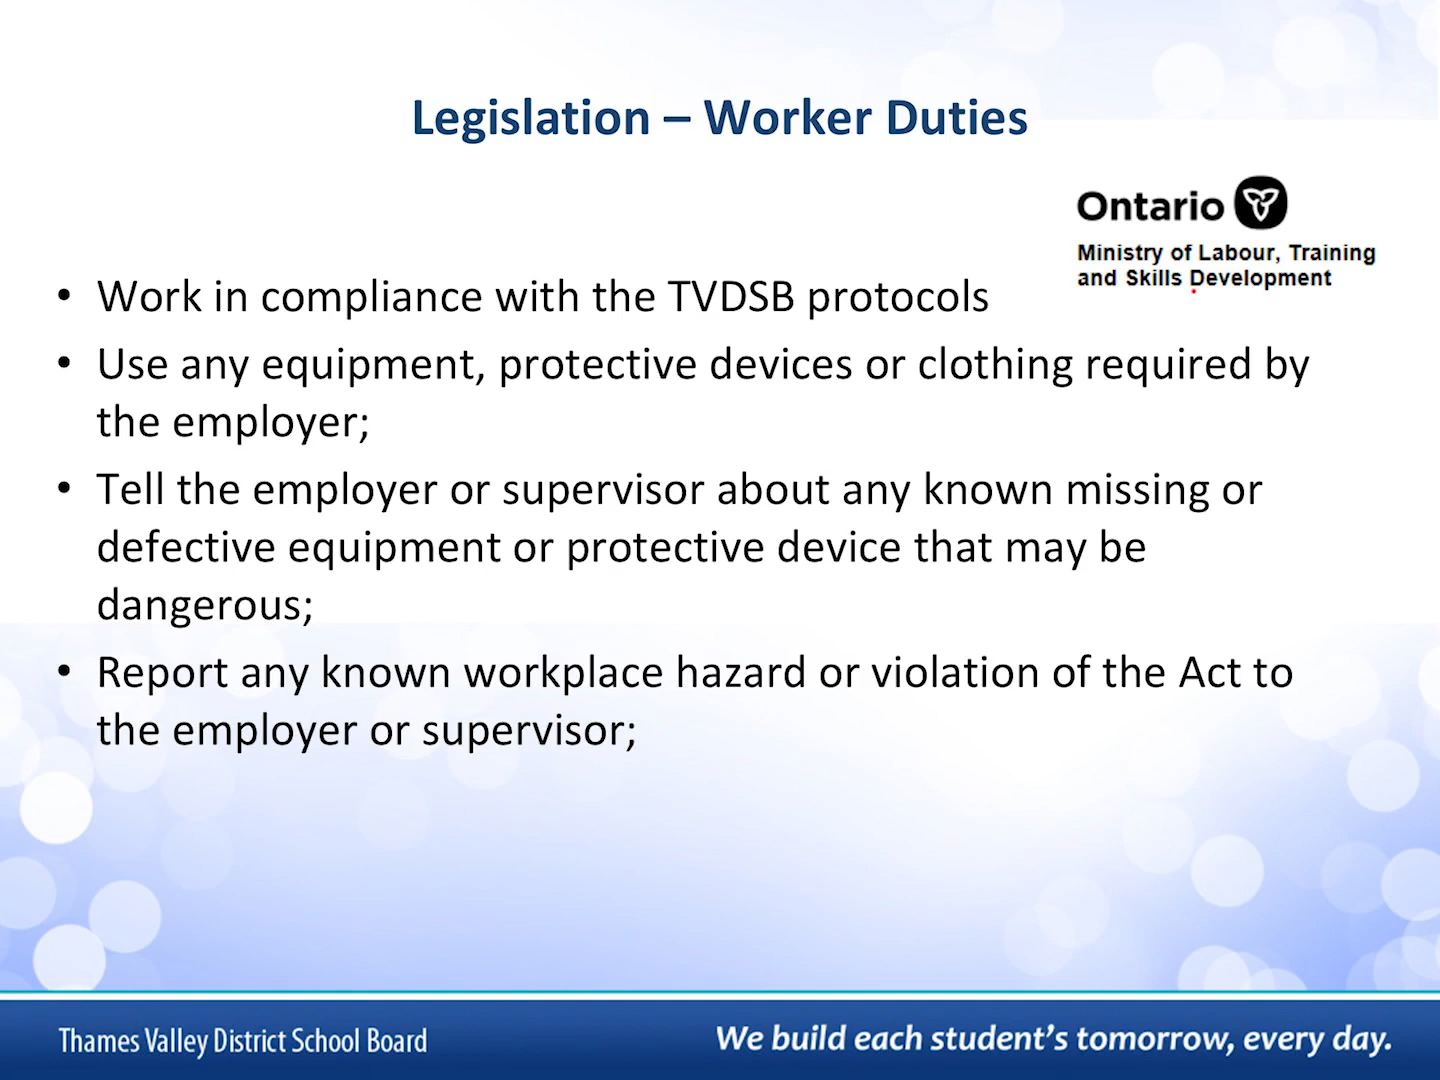 Legislation – Worker Duties
Ontario
Ministry of Labour, Training
and Skills Development
• Work in compliance with the TVDSB protocols
• Use any equipment, protective devices or clothing required by
the employer;
• Tell the employer or supervisor about any known missing or
defective equipment or protective device that may be
dangerous;
• Report any known workplace hazard or violation of the Act to
the employer or supervisor;
Thames Valley District School Board
We build each student's tomorrow, every day.